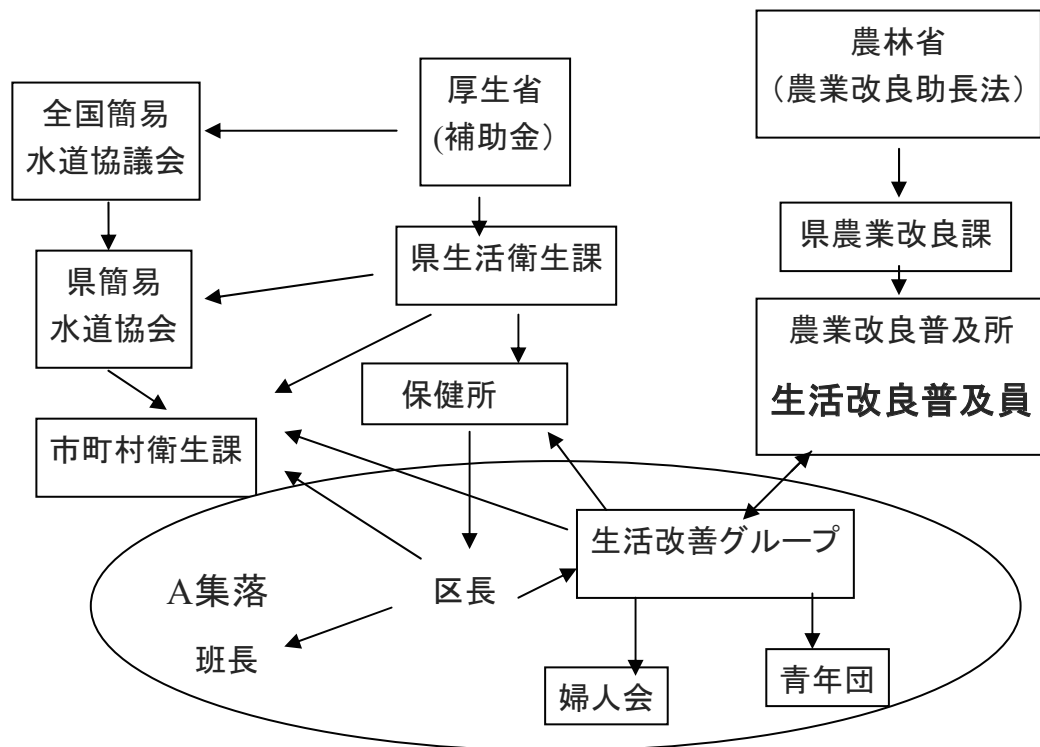 農林省
（農業改良助長法）
厚生省
(補助金）
全国簡易
水道協議会
県農業改良課
県生活衛生課
県簡易
水道協会
農業改良普及所
生活改良普及員
保健所
市町村衛生課
生活改善グループ
A集落
区長
班長
婦人会
青年団